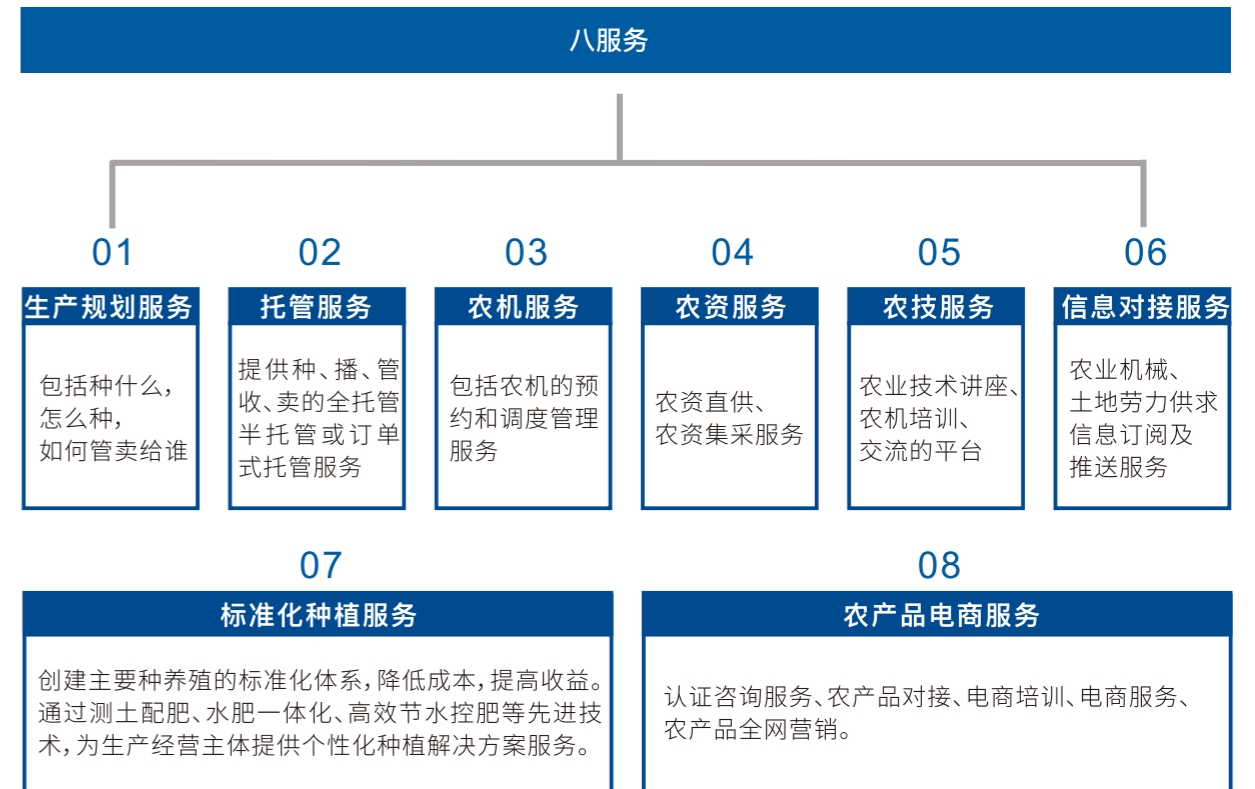 八服务
01
02
03
04
05
06
生产规划服务
包括种什么，
怎么种，
如何管卖给谁
托管服务
提供种、播、管
收、卖的全托管
半托管或订单
式托管服务
农机服务
包括农机的预
约和调度管理
服务
农资服务
农资直供、
农资集采服务
农技服务
农业技术讲座、
农机培训、
交流的平台
信息对接服务
农业机械、
土地劳力供求
信息订阅及
推送服务
07
标准化种植服务
创建主要种养殖的标准化体系，降低成本，提高收益。
通过测土配肥、水肥一体化、高效节水控肥等先进技
术，为生产经营主体提供个性化种植解决方案服务。
08
农产品电商服务
认证咨询服务、农产品对接、电商培训、电商服务、
农产品全网营销。